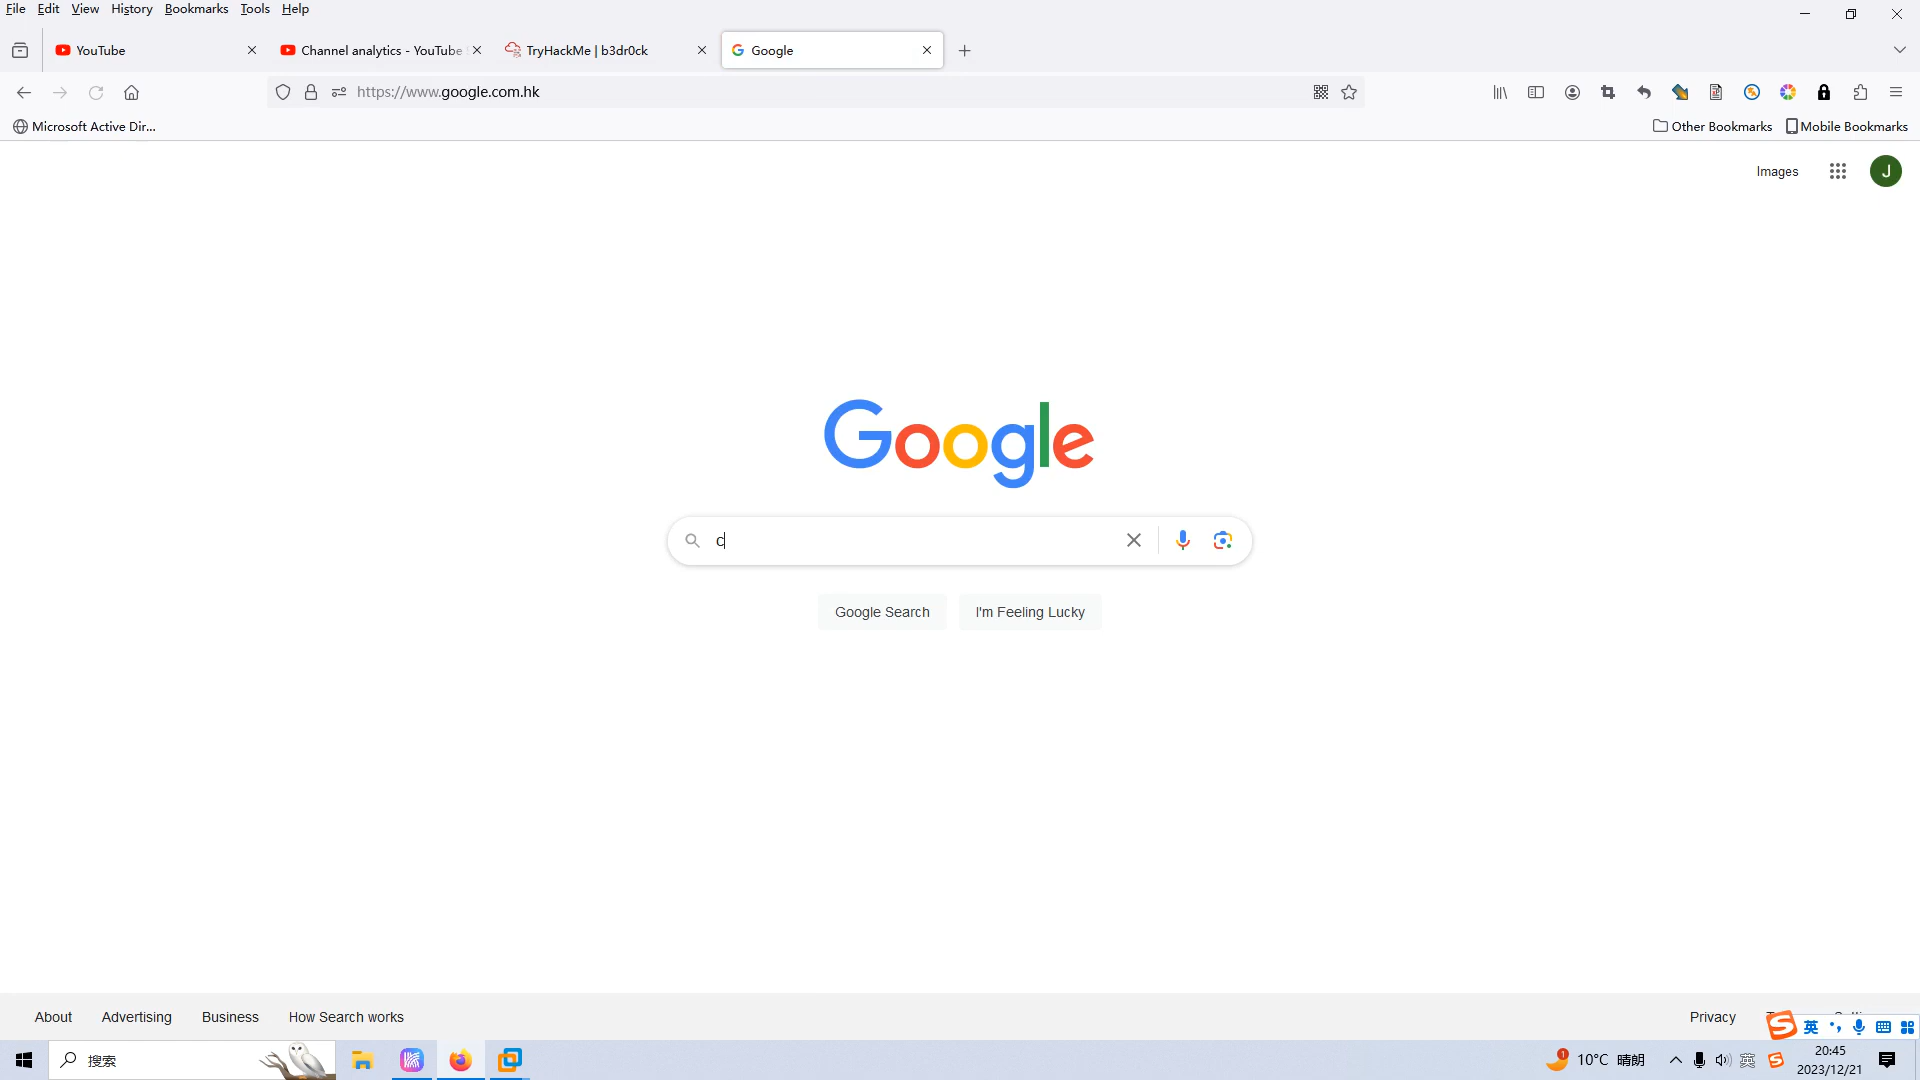 File Edit View History Bookmarks Tools Help
YouTube
Channel analytics - YouTube
TryHackMe | b3dr0ck
Google
https://www.google.com.hk
Microsoft Active Dir...
Other Bookmarks
Mobile Bookmarks
Images
J
Google
c
Google Search
I'm Feeling Lucky
About
Advertising
Business
How Search works
Privacy
英
搜索
1
10°C 晴朗
英
20:45
2023/12/21